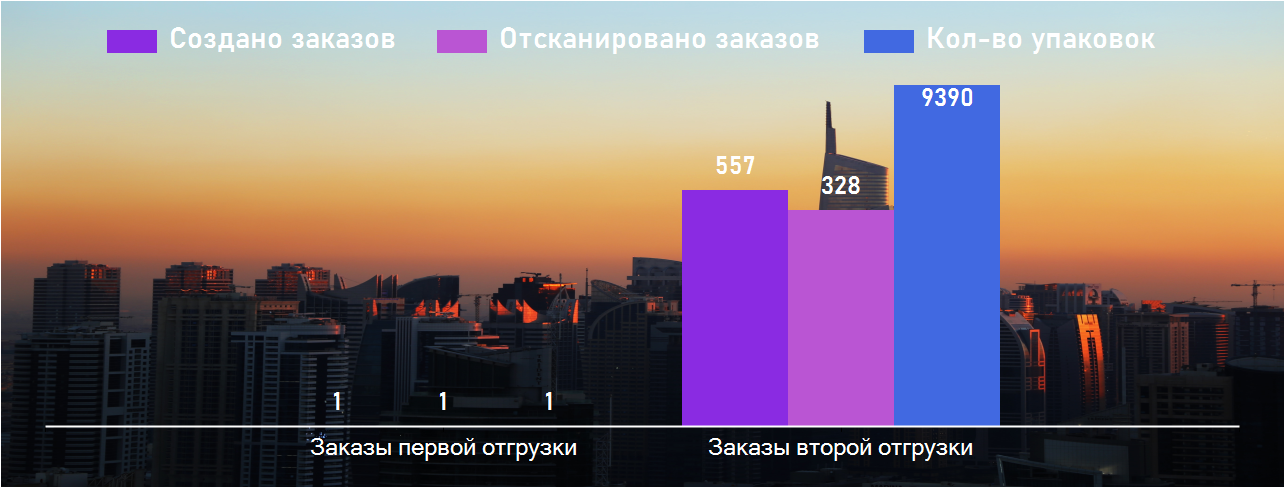 Создано заказов Отсканировано заказов Кол-во упаковок
9390
557
328
1 1 1
Заказы первой отгрузки Заказы второй отгрузки